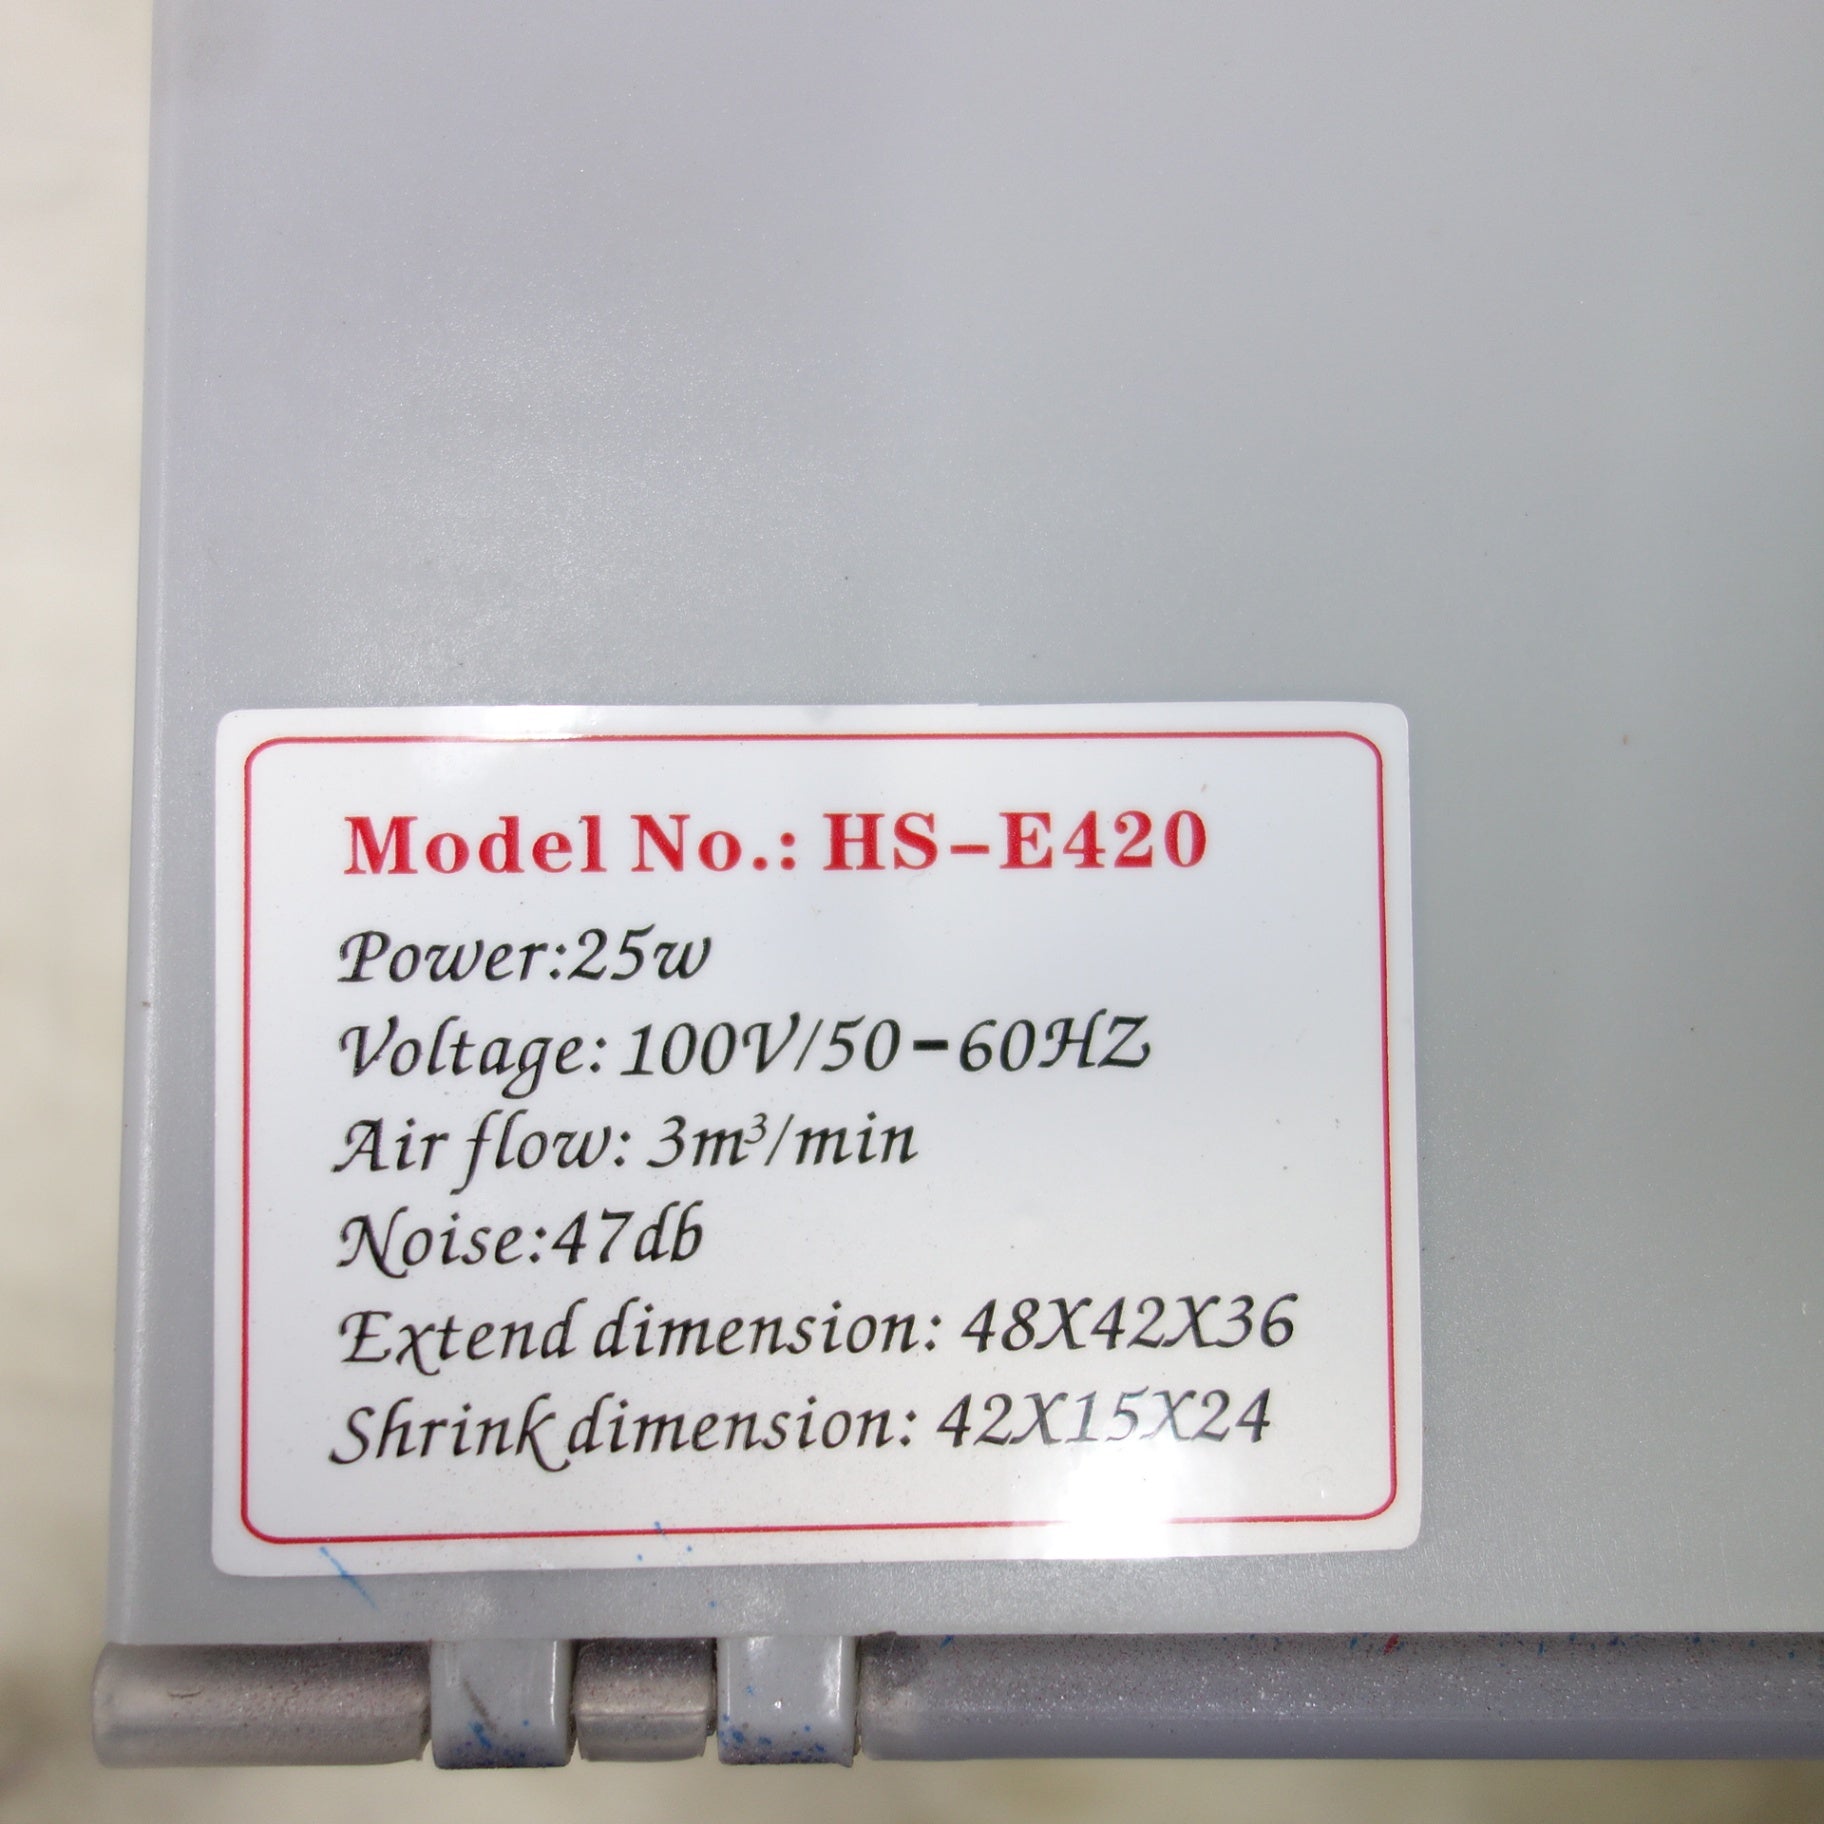 Model No.: HS-E420
Power:25w
Voltage: 100V/50-60HZ
Air flow: 3m³/min
Noise:47db
Extend dimension: 48X42X36
Shrink dimension: 42X15X24